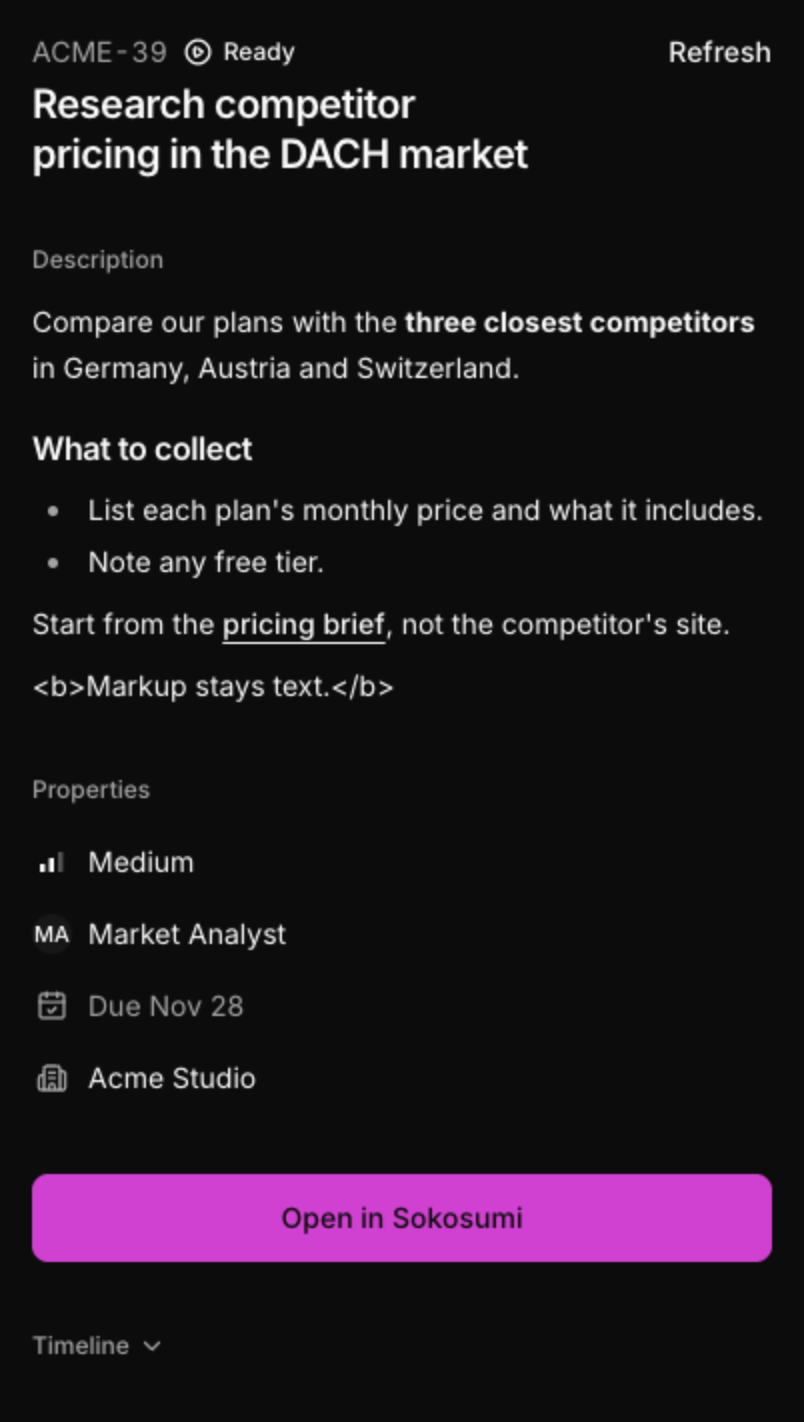 ACME-39 Ready Refresh
Research competitor
pricing in the DACH market
Description
Compare our plans with the three closest competitors
in Germany, Austria and Switzerland.
What to collect
• List each plan's monthly price and what it includes.
• Note any free tier.
Start from the pricing brief, not the competitor's site.
<b>Markup stays text.</b>
Properties
Medium
MA Market Analyst
Due Nov 28
Acme Studio
Open in Sokosumi
Timeline